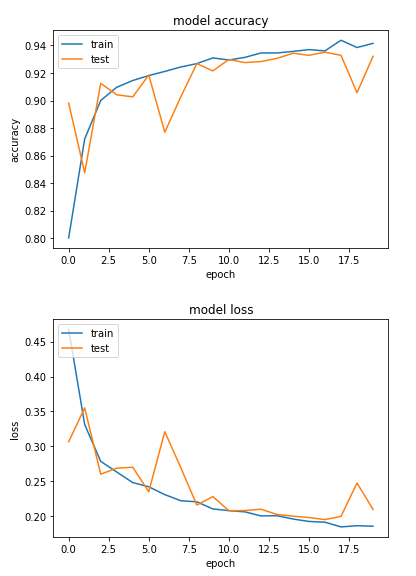 model accuracy
train
test
0.94
0.92
0.90
0.88
0.86
0.84
0.82
0.80
accuracy
0.0 2.5 5.0 7.5 10.0 12.5 15.0 17.5
epoch
model loss
train
test
0.45
0.40
0.35
0.30
0.25
0.20
loss
0.0 2.5 5.0 7.5 10.0 12.5 15.0 17.5
epoch